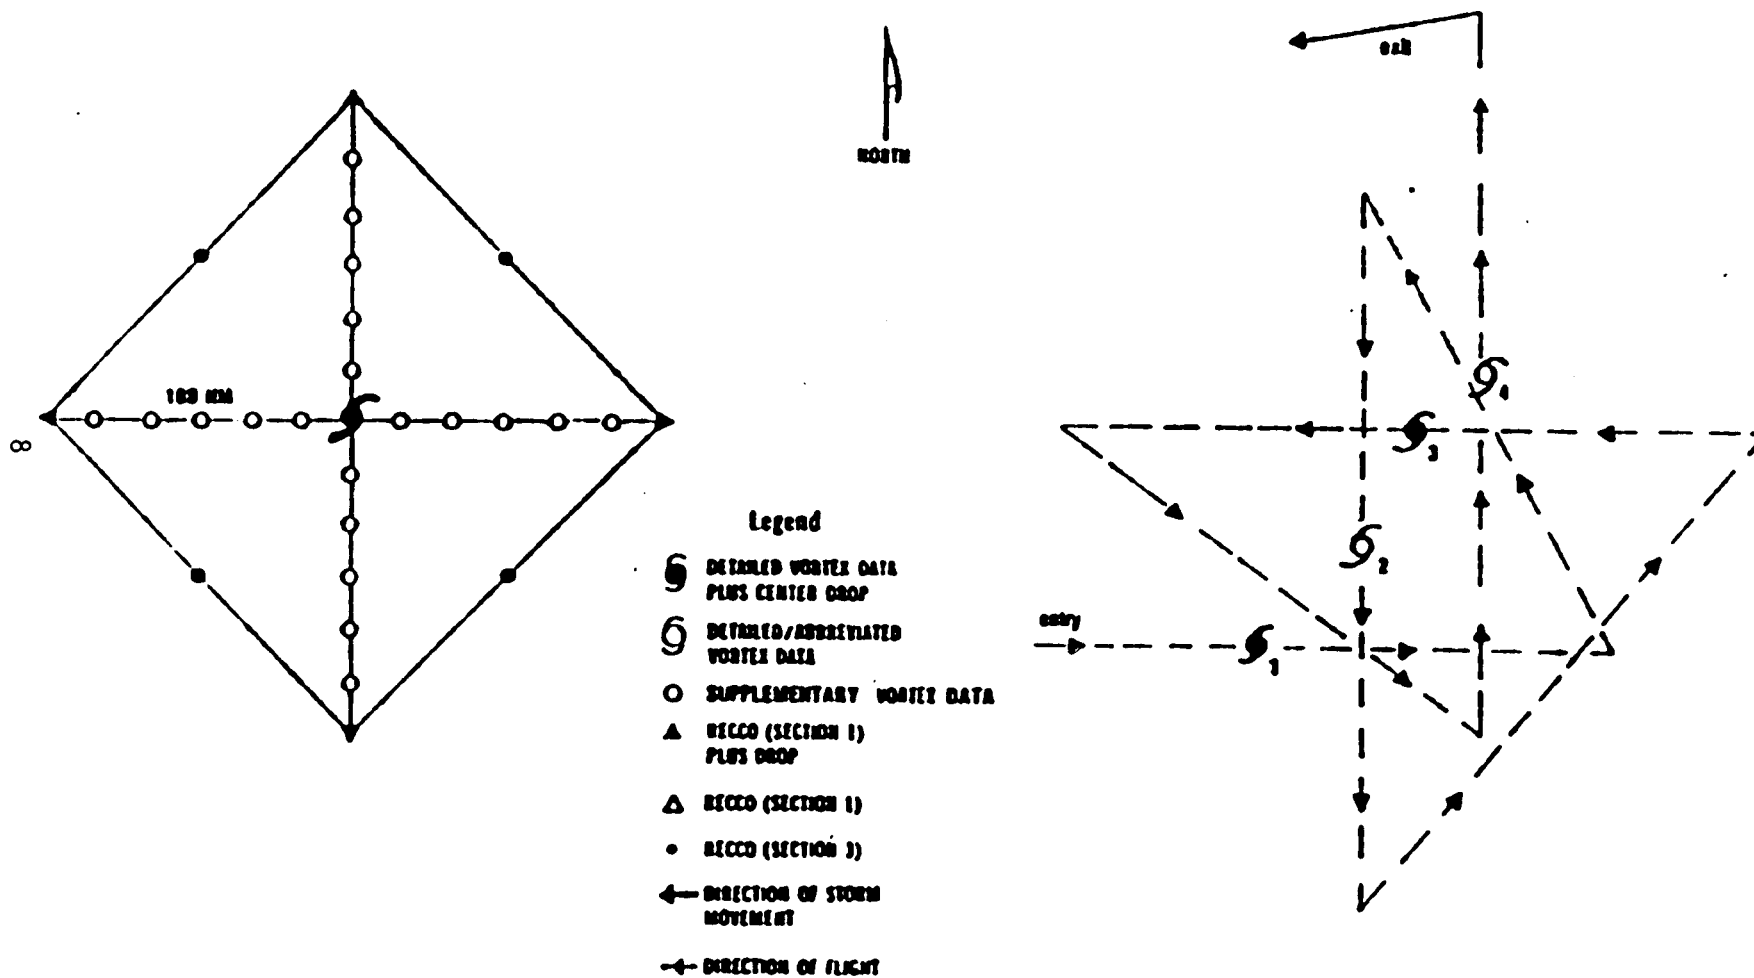 exit
NORTH
180 NM
8
Legend
DETAILED VORTEX DATA
PLUS CENTER DROP
DETAILED/ABBREVIATED
VORTEX DATA
SUPPLEMENTARY VORTEX DATA
RECCO (SECTION 1)
PLUS DROP
RECCO (SECTION 1)
RECCO (SECTION 3)
DIRECTION OF STORM
MOVEMENT
DIRECTION OF FLIGHT
4
3
2
entry
1